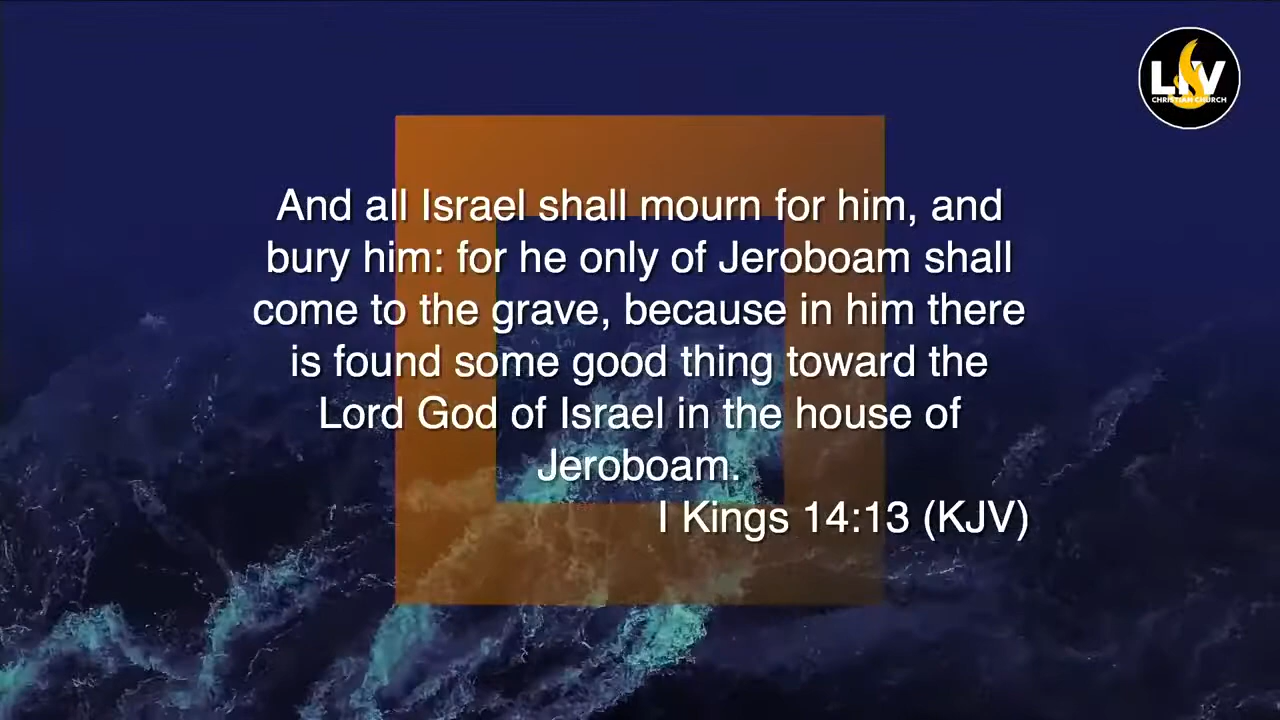 LIV
CHRISTIAN CHURCH
And all Israel shall mourn for him, and
bury him: for he only of Jeroboam shall
come to the grave, because in him there
is found some good thing toward the
Lord God of Israel in the house of
Jeroboam.
I Kings 14:13 (KJV)